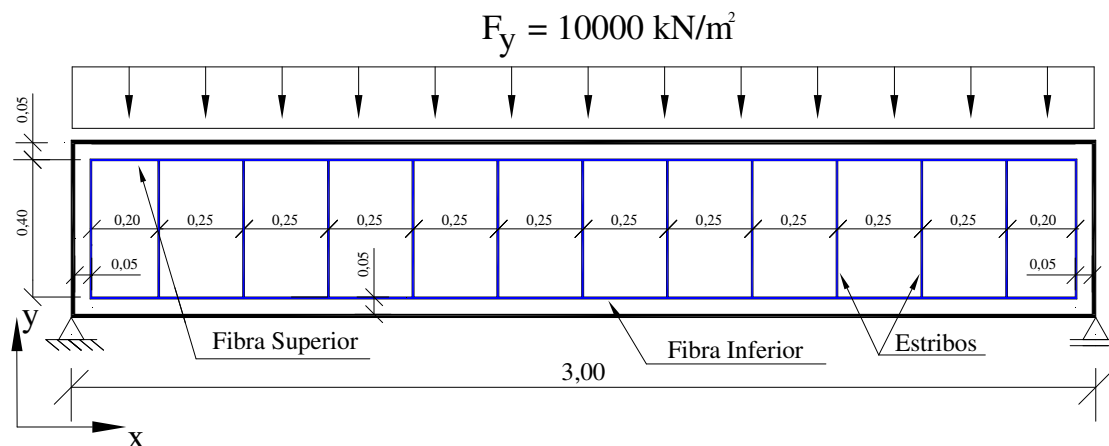 F_y = 10000 kN/m²
0,05
0,40
0,20 0,25 0,25 0,25 0,25 0,25 0,25 0,25 0,25 0,25 0,25 0,20
0,05 0,05 0,05
y
Fibra Superior
Fibra Inferior
Estribos
3,00
x